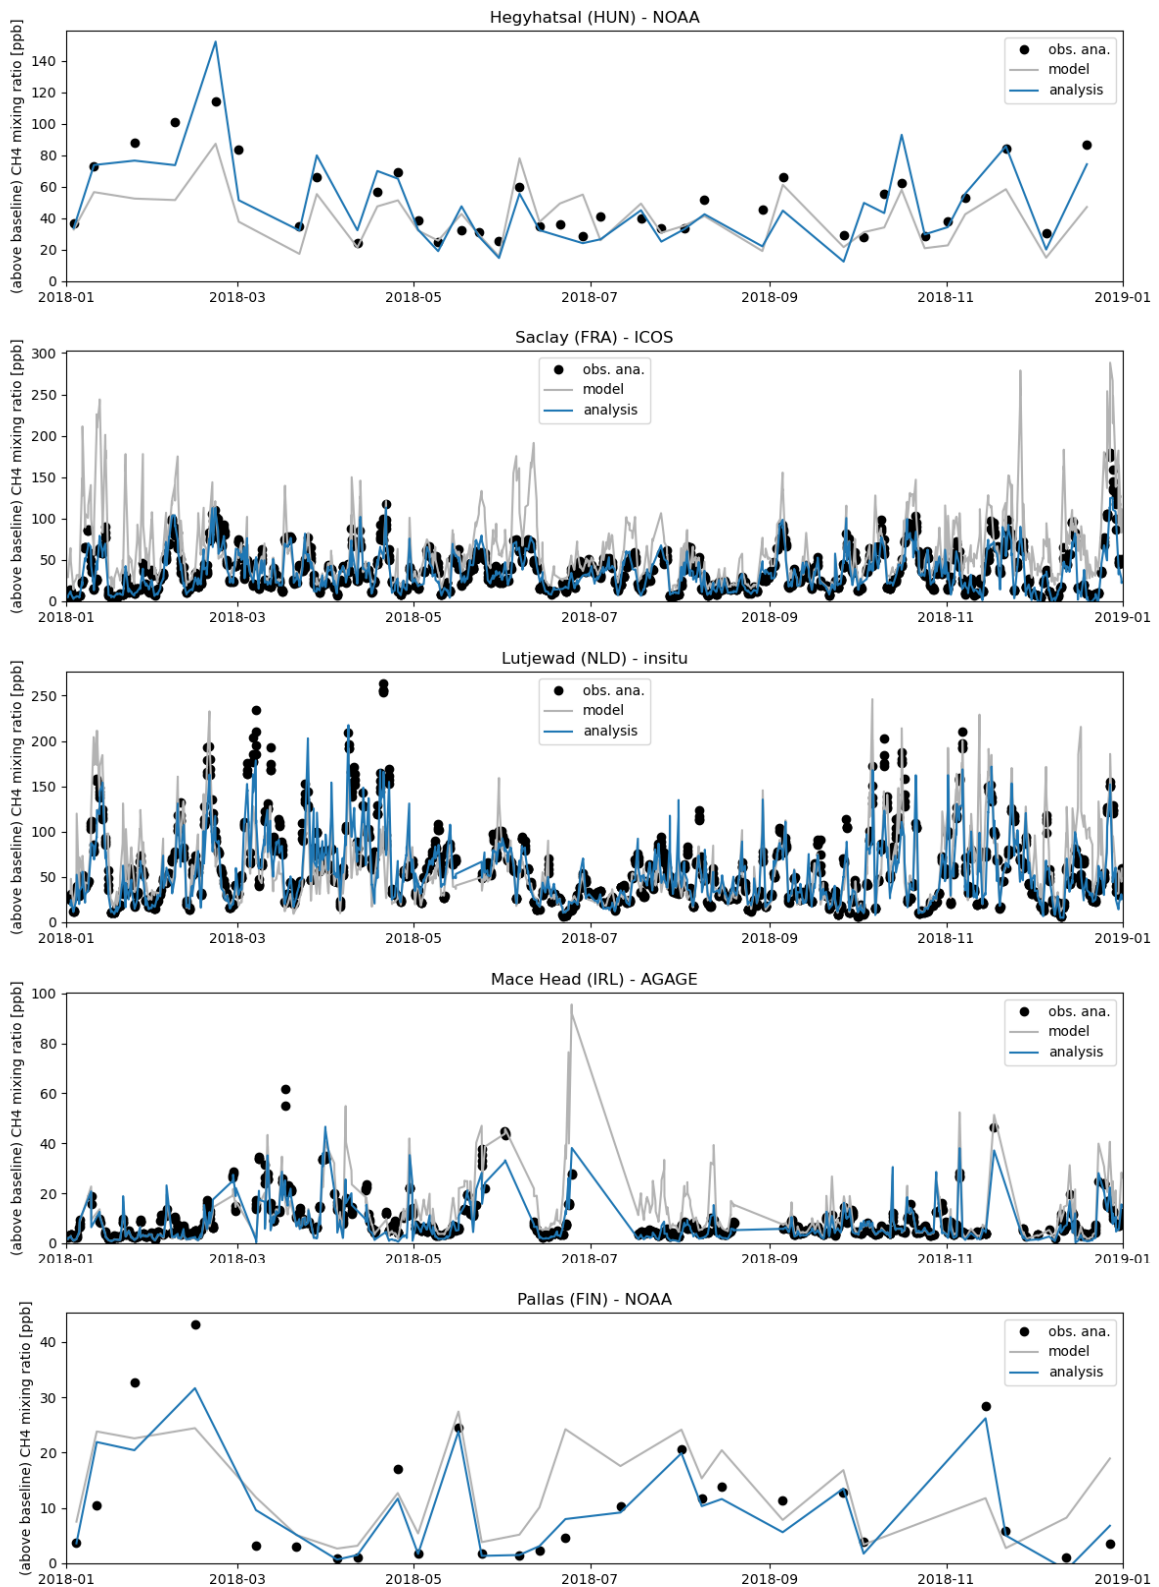 Hegyhatsal (HUN) - NOAA
(above baseline) CH4 mixing ratio [ppb]
140
120
100
80
60
40
20
0
obs. ana.
model
analysis
2018-01 2018-03 2018-05 2018-07 2018-09 2018-11 2019-01
Saclay (FRA) - ICOS
(above baseline) CH4 mixing ratio [ppb]
300
250
200
150
100
50
0
obs. ana.
model
analysis
2018-01 2018-03 2018-05 2018-07 2018-09 2018-11 2019-01
Lutjewad (NLD) - insitu
(above baseline) CH4 mixing ratio [ppb]
250
200
150
100
50
0
obs. ana.
model
analysis
2018-01 2018-03 2018-05 2018-07 2018-09 2018-11 2019-01
Mace Head (IRL) - AGAGE
(above baseline) CH4 mixing ratio [ppb]
100
80
60
40
20
0
obs. ana.
model
analysis
2018-01 2018-03 2018-05 2018-07 2018-09 2018-11 2019-01
Pallas (FIN) - NOAA
(above baseline) CH4 mixing ratio [ppb]
40
30
20
10
0
obs. ana.
model
analysis
2018-01 2018-03 2018-05 2018-07 2018-09 2018-11 2019-01